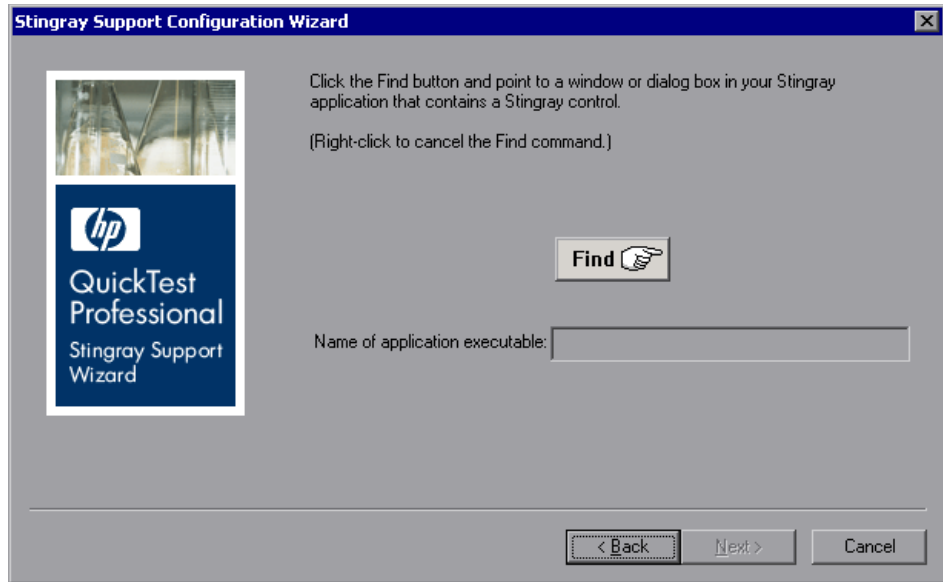 Stingray Support Configuration Wizard
Click the Find button and point to a window or dialog box in your Stingray
application that contains a Stingray control.
(Right-click to cancel the Find command.)
hp
QuickTest
Professional
Stingray Support
Wizard
Find
Name of application executable:
< Back
Next >
Cancel